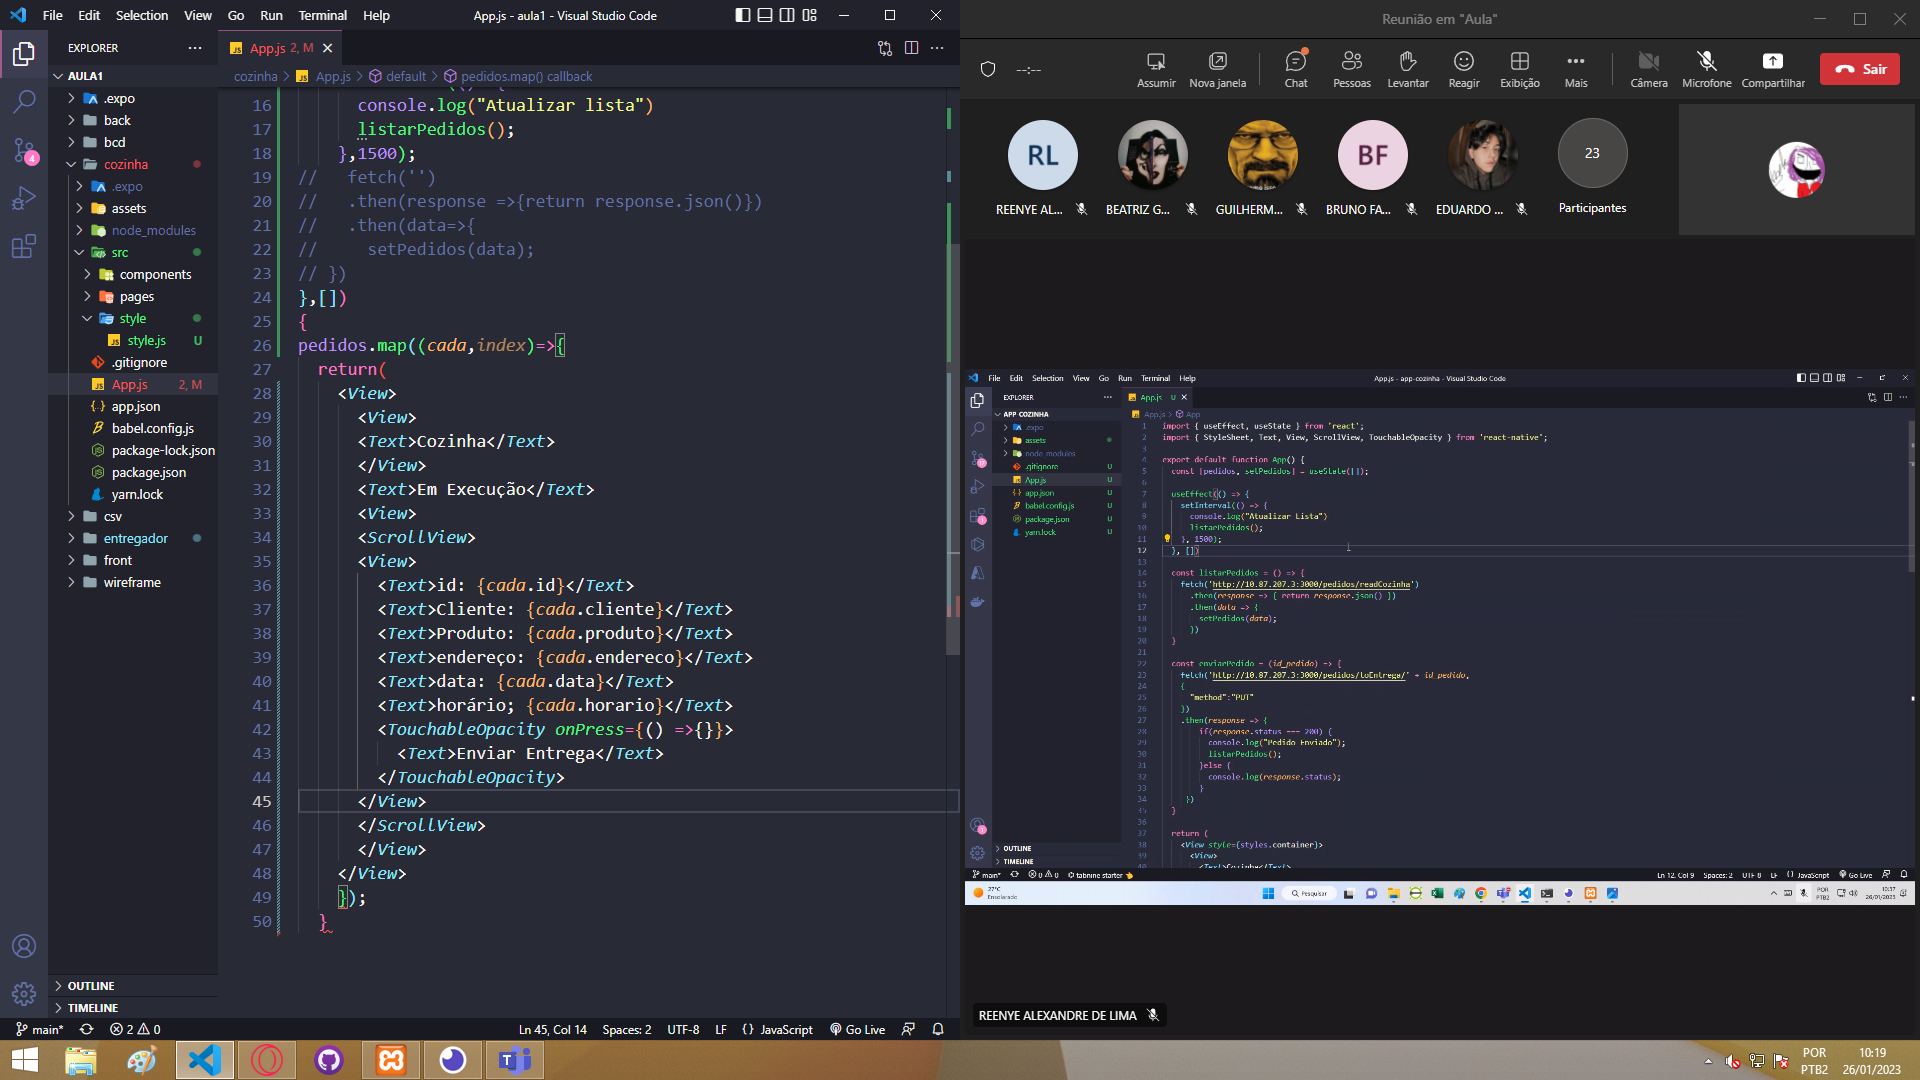 File Edit Selection View Go Run Terminal Help
App.js - aula1 - Visual Studio Code
EXPLORER
App.js 2, M
AULA1
cozinha > App.js > default > pedidos.map() callback
.expo
back
bcd
cozinha
.expo
assets
node_modules
src
components
pages
style
style.js U
.gitignore
App.js 2, M
app.json
babel.config.js
package-lock.json
package.json
yarn.lock
csv
entregador
front
wireframe
OUTLINE
TIMELINE
16 console.log("Atualizar lista")
17 listarPedidos();
18 },1500);
19 // fetch('')
20 // .then(response =>{return response.json()})
21 // .then(data=>{
22 // setPedidos(data);
23 // })
24 },[])
25 {
26 pedidos.map((cada,index)=>{
27 return(
28 <View>
29 <View>
30 <Text>Cozinha</Text>
31 </View>
32 <Text>Em Execução</Text>
33 <View>
34 <ScrollView>
35 <View>
36 <Text>id: {cada.id}</Text>
37 <Text>Cliente: {cada.cliente}</Text>
38 <Text>Produto: {cada.produto}</Text>
39 <Text>endereço: {cada.endereco}</Text>
40 <Text>data: {cada.data}</Text>
41 <Text>horário; {cada.horario}</Text>
42 <TouchableOpacity onPress={() =>{}}>
43 <Text>Enviar Entrega</Text>
44 </TouchableOpacity>
45 </View>
46 </ScrollView>
47 </View>
48 </View>
49 });
50 }
4
main* 2 0 Ln 45, Col 14 Spaces: 2 UTF-8 LF {} JavaScript Go Live
Reunião em "Aula"
--:--
Assumir Nova janela Chat Pessoas Levantar Reagir Exibição Mais Câmera Microfone Compartilhar Sair
RL BF 23
REENYE AL... BEATRIZ G... GUILHERM... BRUNO FA... EDUARDO ... Participantes
File Edit Selection View Go Run Terminal Help App.js - app-cozinha - Visual Studio Code
EXPLORER
App.js U
APP COZINHA
App.js > App
.expo
assets
node_modules
.gitignore U
App.js U
app.json U
babel.config.js U
package.json U
yarn.lock U
OUTLINE
TIMELINE
1 import { useEffect, useState } from 'react';
2 import { StyleSheet, Text, View, ScrollView, TouchableOpacity } from 'react-native';
3
4 export default function App() {
5 const [pedidos, setPedidos] = useState([]);
6
7 useEffect(() => {
8 setInterval(() => {
9 console.log("Atualizar Lista")
10 listarPedidos();
11 }, 1500);
12 }, [])
13
14 const listarPedidos = () => {
15 fetch('http://10.87.207.3:3000/pedidos/readCozinha')
16 .then(response => { return response.json() })
17 .then(data => {
18 setPedidos(data);
19 })
20 }
21
22 const enviarPedido = (id_pedido) => {
23 fetch('http://10.87.207.3:3000/pedidos/toEntrega/' + id_pedido,
24 {
25 "method":"PUT"
26 })
27 .then(response => {
28 if(response.status === 200) {
29 console.log("Pedido Enviado");
30 listarPedidos();
31 }else {
32 console.log(response.status);
33 }
34 })
35 }
36
37 return (
38 <View style={styles.container}>
39 <View>
40 <Text>Cozinha</Text>
main* 0 0 tabnine starter Ln 12, Col 9 Spaces: 2 UTF-8 LF JavaScript Go Live
27°C
Ensolarado
Pesquisar
POR
PTB2
10:37
26/01/2023
REENYE ALEXANDRE DE LIMA
POR
PTB2
10:19
26/01/2023